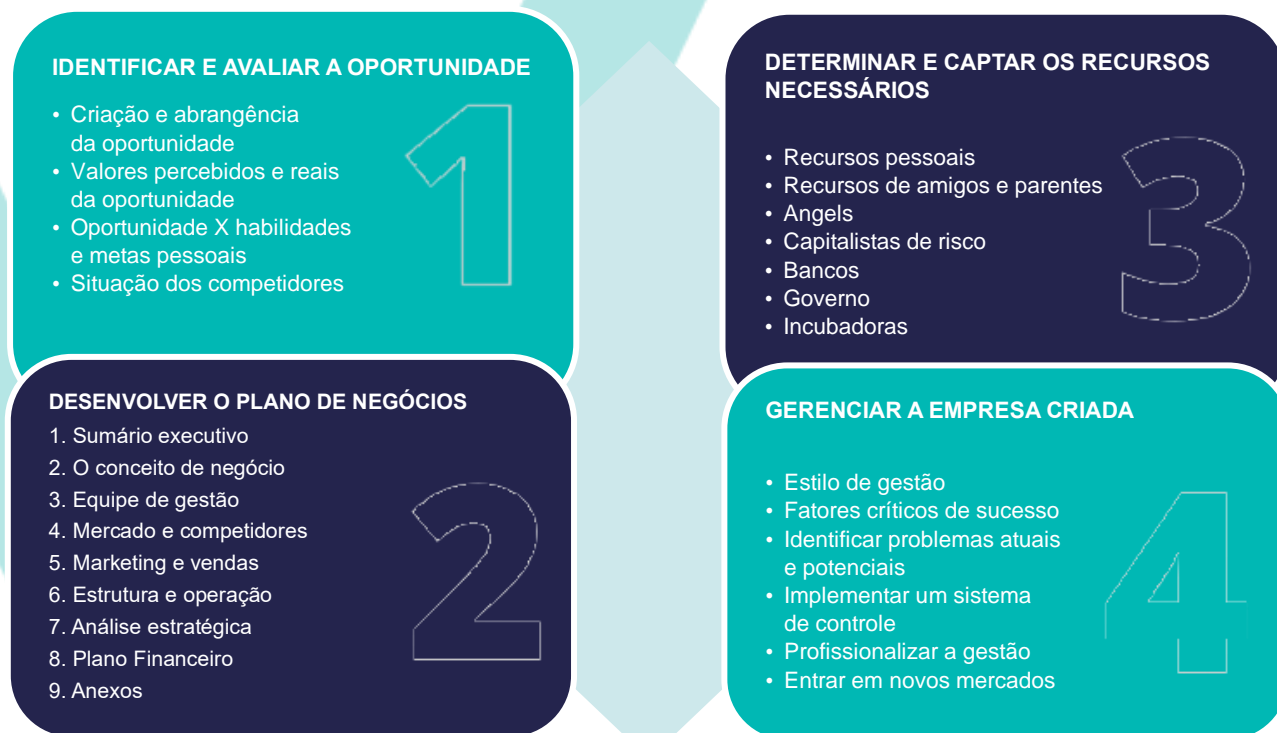 IDENTIFICAR E AVALIAR A OPORTUNIDADE
• Criação e abrangência
da oportunidade
• Valores percebidos e reais
da oportunidade
• Oportunidade X habilidades
e metas pessoais
• Situação dos competidores
1
DESENVOLVER O PLANO DE NEGÓCIOS
1. Sumário executivo
2. O conceito de negócio
3. Equipe de gestão
4. Mercado e competidores
5. Marketing e vendas
6. Estrutura e operação
7. Análise estratégica
8. Plano Financeiro
9. Anexos
2
DETERMINAR E CAPTAR OS RECURSOS
NECESSÁRIOS
• Recursos pessoais
• Recursos de amigos e parentes
• Angels
• Capitalistas de risco
• Bancos
• Governo
• Incubadoras
3
GERENCIAR A EMPRESA CRIADA
• Estilo de gestão
• Fatores críticos de sucesso
• Identificar problemas atuais
e potenciais
• Implementar um sistema
de controle
• Profissionalizar a gestão
• Entrar em novos mercados
4